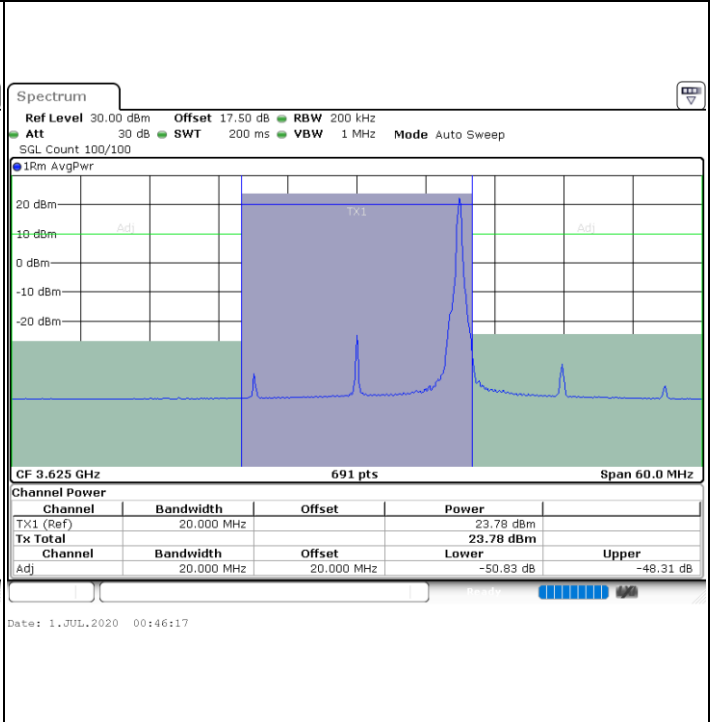 Spectrum
Ref Level 30.00 dBm Offset 17.50 dB RBW 200 kHz
Att 30 dB SWT 200 ms VBW 1 MHz Mode Auto Sweep
SGL Count 100/100
1Rm AvgPwr
20 dBm
TX1
Adj Adj
10 dBm
0 dBm
-10 dBm
-20 dBm
CF 3.625 GHz 691 pts Span 60.0 MHz
Channel Power
Channel Bandwidth Offset Power
TX1 (Ref) 20.000 MHz 23.78 dBm
Tx Total 23.78 dBm
Channel Bandwidth Offset Lower Upper
Adj 20.000 MHz 20.000 MHz -50.83 dB -48.31 dB
Ready
Date: 1.JUL.2020 00:46:17